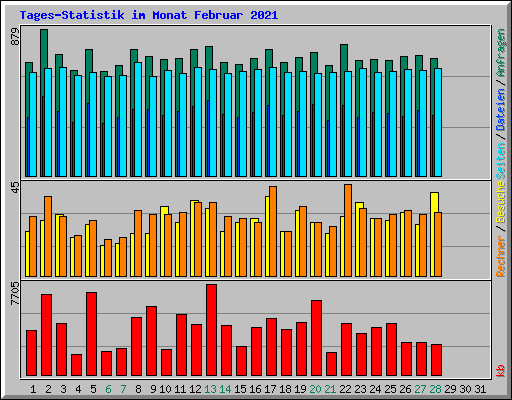 Tages-Statistik im Monat Februar 2021
879
45
7705
Rechner / Besuche Seiten / Dateien / Anfragen
kb
1 2 3 4 5 6 7 8 9 10 11 12 13 14 15 16 17 18 19 20 21 22 23 24 25 26 27 28 29 30 31